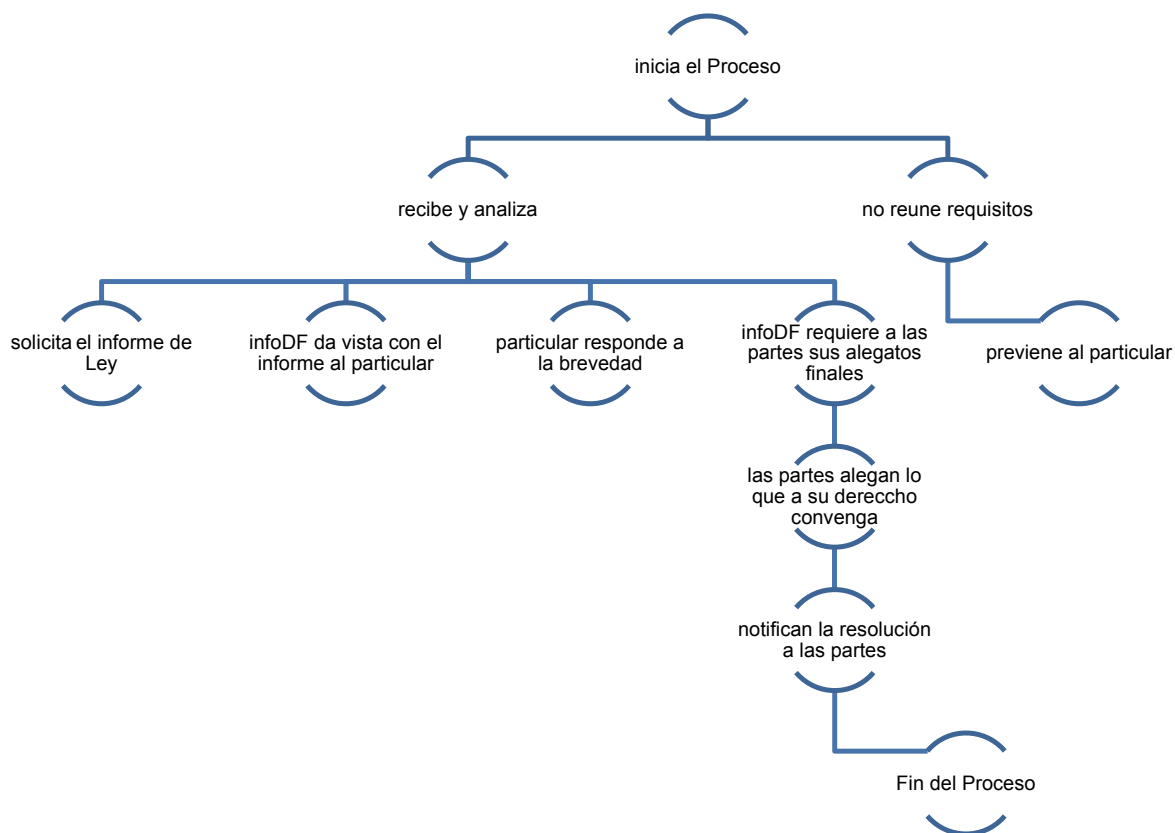 inicia el Proceso
recibe y analiza
no reune requisitos
solicita el informe de
Ley
infoDF da vista con el
informe al particular
particular responde a
la brevedad
infoDF requiere a las
partes sus alegatos
finales
previene al particular
las partes alegan lo
que a su dereccho
convenga
notifican la resolución
a las partes
Fin del Proceso